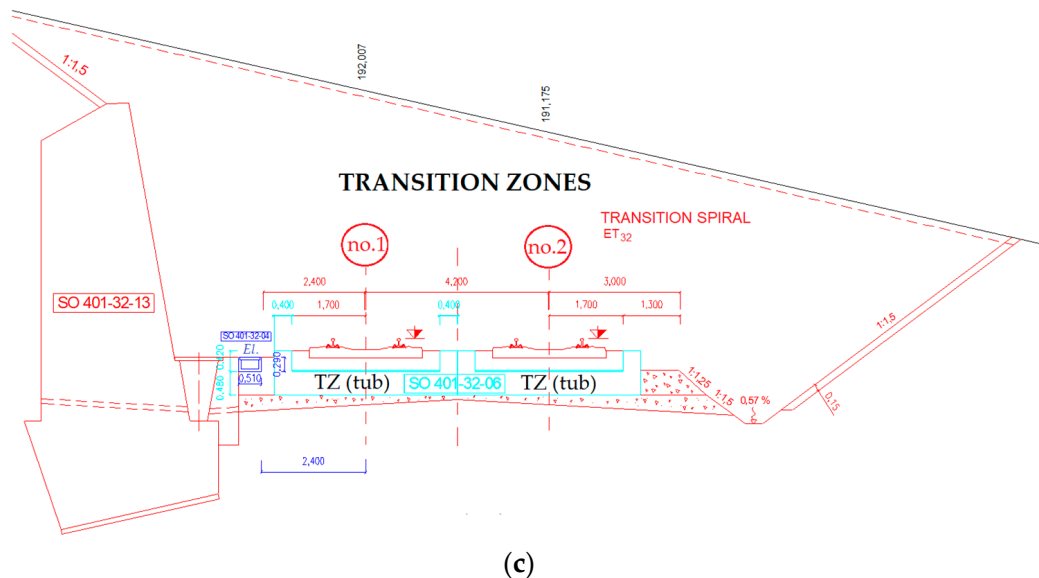 1:1,5
192,007
191,175
TRANSITION ZONES
TRANSITION SPIRAL
ET32
no.1
no.2
2,400
4,200
3,000
0,400
1,700
0,400
1,700
1,300
SO 401-32-13
SO 401-32-04
El.
0,290
0,510
0,480
TZ (tub)
SO 401-32-06
TZ (tub)
1:1,25
1:1,5
0,57 %
1:1,5
0,15
2,400
(c)